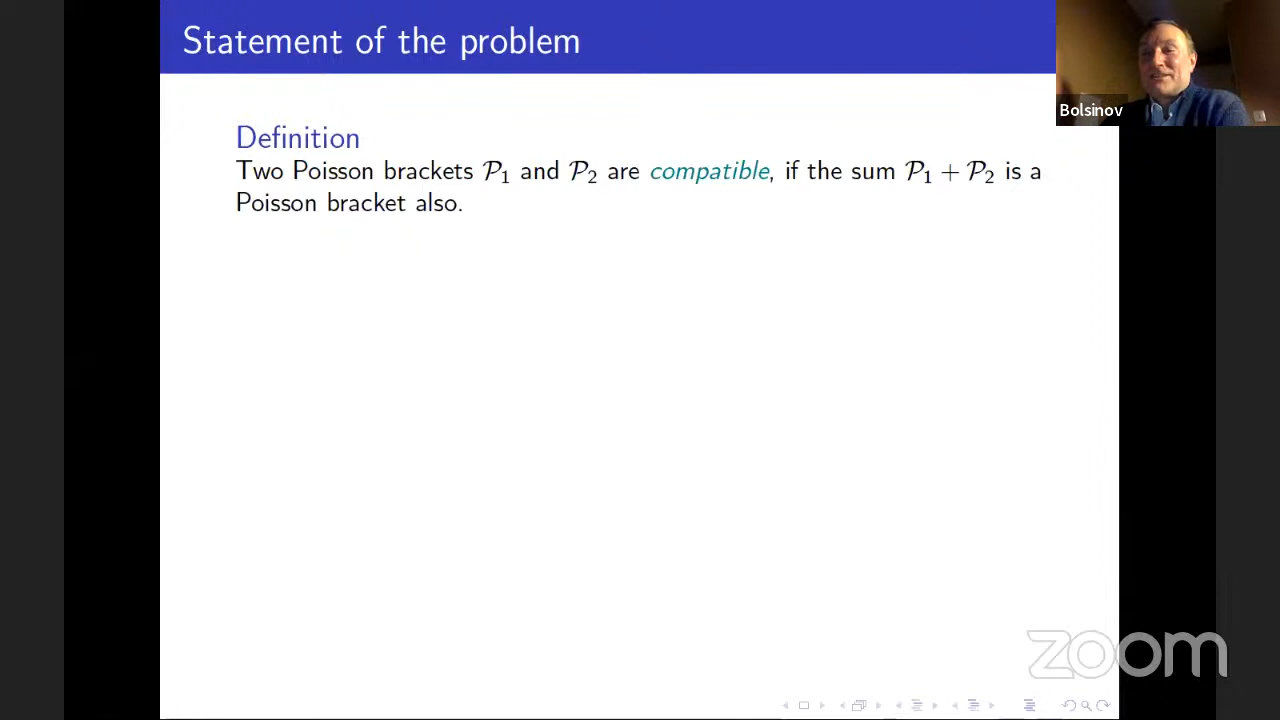 Statement of the problem
Bolsinov
Definition
Two Poisson brackets 𝒫₁ and 𝒫₂ are compatible, if the sum 𝒫₁ + 𝒫₂ is a
Poisson bracket also.
zoom